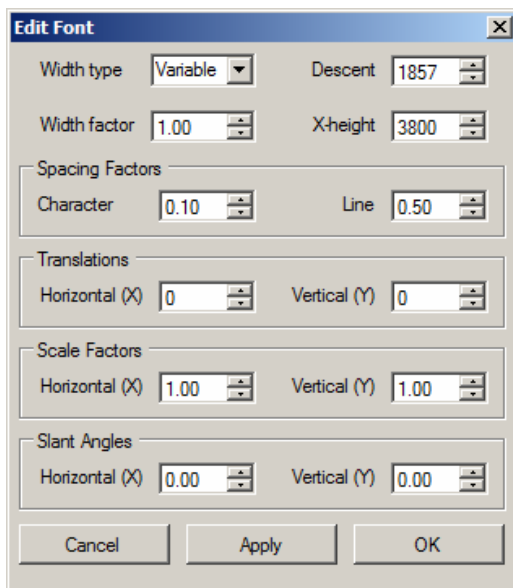 Edit Font
Width type Variable Descent 1857
Width factor 1.00 X-height 3800
Spacing Factors
Character 0.10 Line 0.50
Translations
Horizontal (X) 0 Vertical (Y) 0
Scale Factors
Horizontal (X) 1.00 Vertical (Y) 1.00
Slant Angles
Horizontal (X) 0.00 Vertical (Y) 0.00
Cancel Apply OK